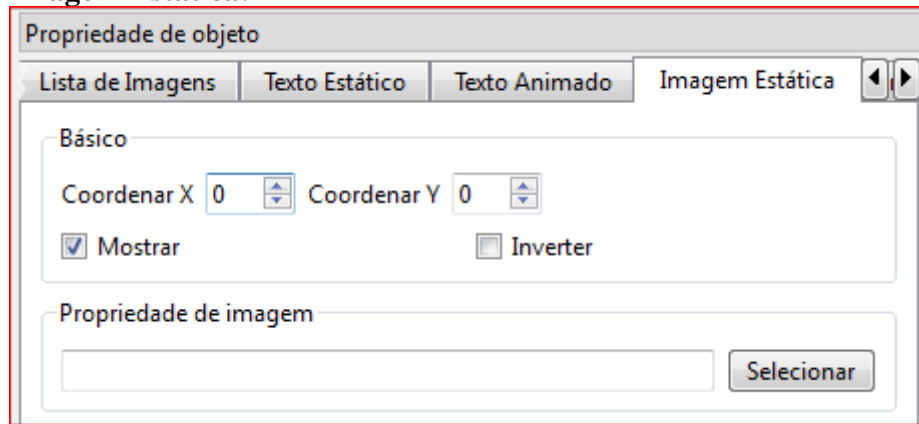 Propriedade de objeto
Lista de Imagens Texto Estático Texto Animado Imagem Estática
Básico
Coordenar X 0 Coordenar Y 0
Mostrar Inverter
Propriedade de imagem
Selecionar